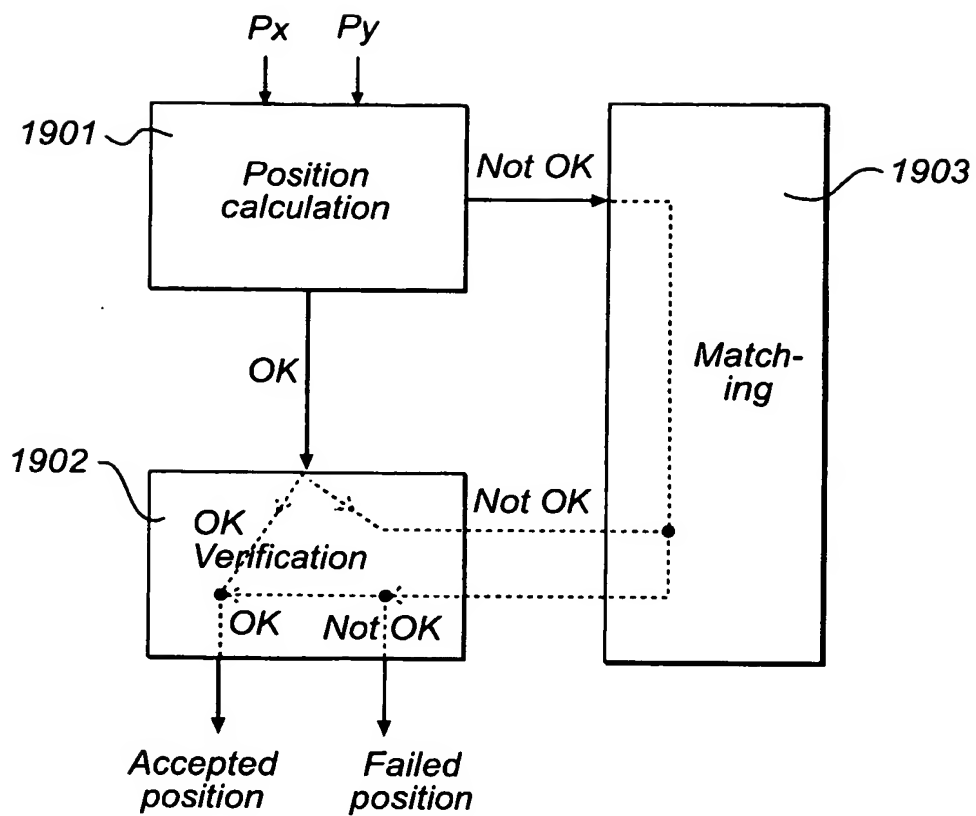 Px Py
1901
Position
calculation
Not OK
1903
OK
Match-
ing
1902
OK
Not OK
Verification
OK
Not OK
Accepted
position
Failed
position